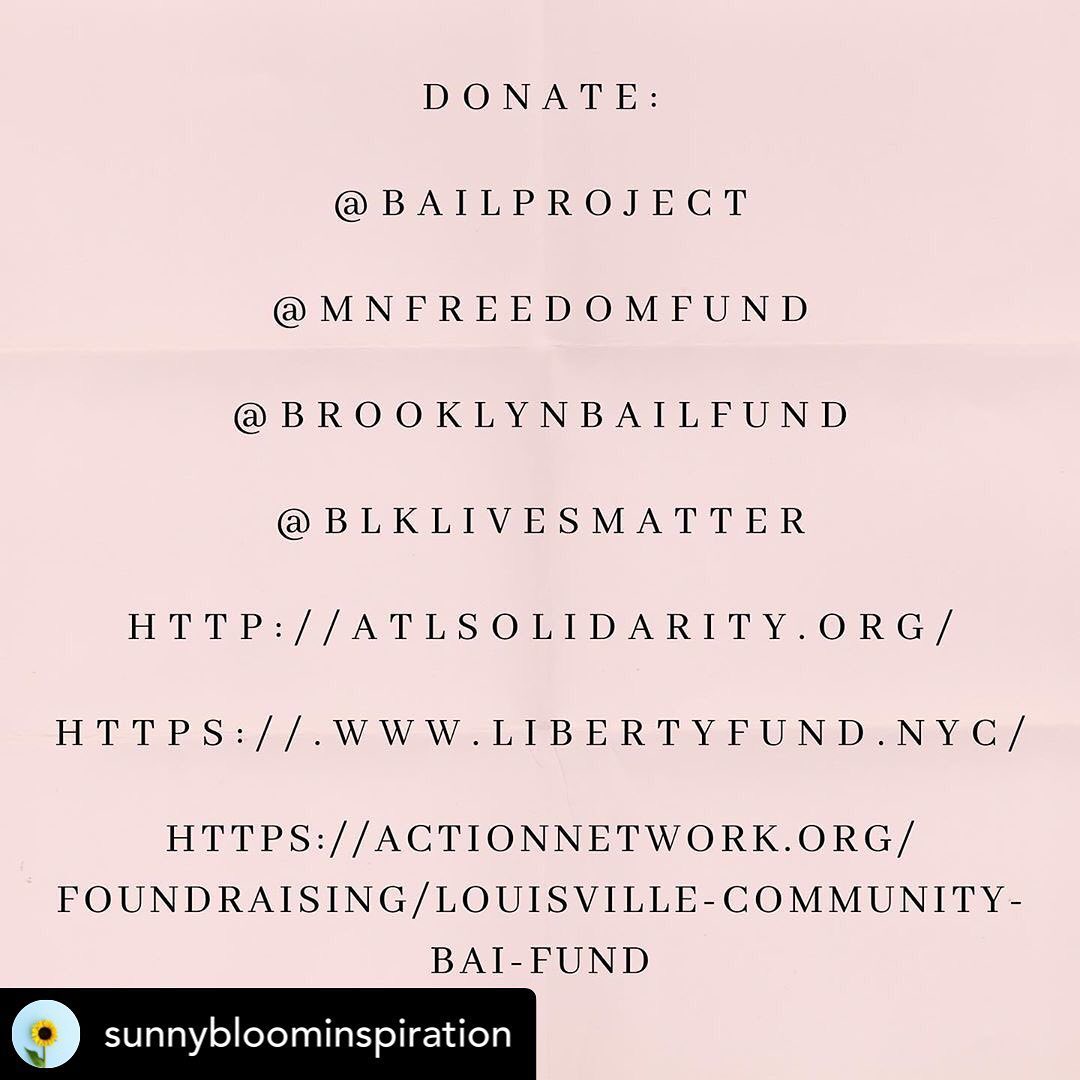 DONATE:
@BAILPROJECT
@MNFREEDOMFUND
@BROOKLYNBAILFUND
@BLKLIVESMATTER
HTTP://ATLSOLIDARITY.ORG/
HTTPS://.WWW.LIBERTYFUND.NYC/
HTTPS://ACTIONNETWORK.ORG/
FOUNDRAISING/LOUISVILLE-COMMUNITY-
BAI-FUND
sunnybloominspiration